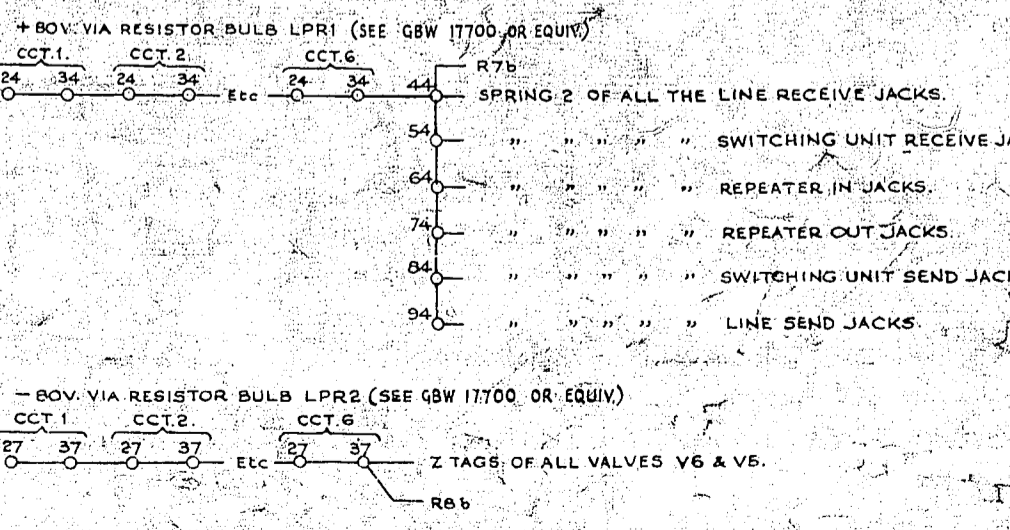 + 80V. VIA RESISTOR BULB LPR1 (SEE GBW 17700 OR EQUIV.)
CCT.1. CCT.2 CCT.6
24 34 24 34 Etc 24 34 44 R7b
SPRING 2 OF ALL THE LINE RECEIVE JACKS.
54 " " " " " SWITCHING UNIT RECEIVE JA
64 " " " " " REPEATER IN JACKS.
74 " " " " " REPEATER OUT JACKS.
84 " " " " " SWITCHING UNIT SEND JACK
94 " " " " " LINE SEND JACKS.
− 80V. VIA RESISTOR BULB LPR2 (SEE GBW 17700 OR EQUIV.)
CCT.1 CCT.2. CCT.6
27 37 27 37 Etc 27 37 Z TAGS OF ALL VALVES V6 & V5.
R8b